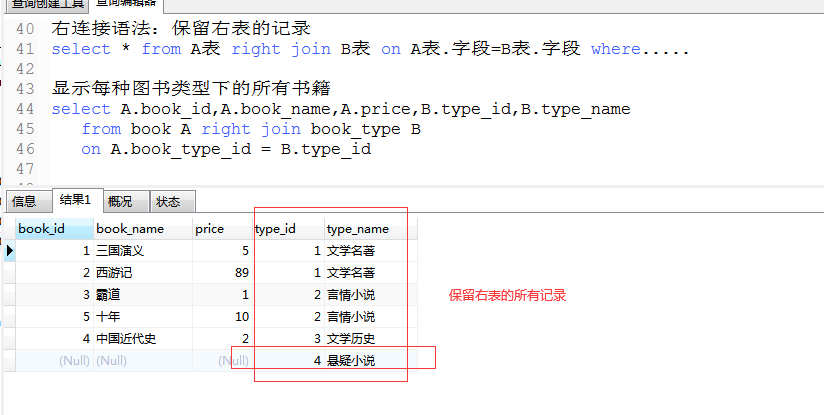 查询创建工具 查询编辑器
40 右连接语法：保留右表的记录
41 select * from A表 right join B表 on A表.字段=B表.字段 where.....
42
43 显示每种图书类型下的所有书籍
44 select A.book_id,A.book_name,A.price,B.type_id,B.type_name
45 from book A right join book_type B
46 on A.book_type_id = B.type_id
47
信息 结果1 概况 状态
book_id book_name price type_id type_name
1 三国演义 5 1 文学名著
2 西游记 89 1 文学名著
3 霸道 1 2 言情小说
5 十年 10 2 言情小说
4 中国近代史 2 3 文学历史
(Null) (Null) (Null) 4 悬疑小说
保留右表的所有记录